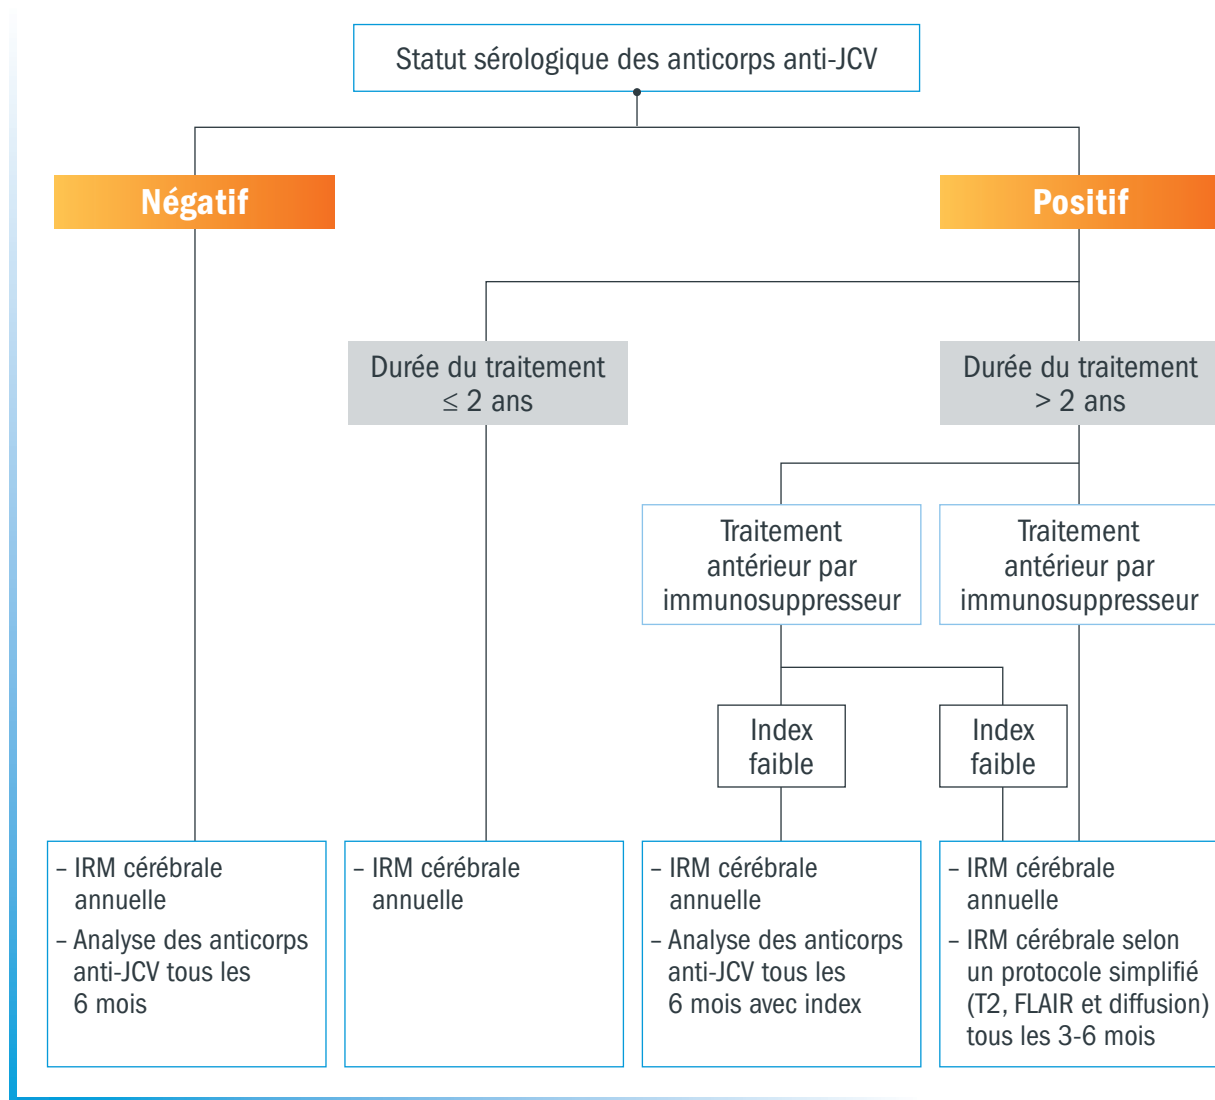 Statut sérologique des anticorps anti-JCV
Négatif
Positif
Durée du traitement
≤ 2 ans
Durée du traitement
> 2 ans
Traitement
antérieur par
immunosuppresseur
Traitement
antérieur par
immunosuppresseur
Index
faible
Index
faible
– IRM cérébrale
annuelle
– Analyse des anticorps
anti-JCV tous les
6 mois
– IRM cérébrale
annuelle
– IRM cérébrale
annuelle
– Analyse des anticorps
anti-JCV tous les
6 mois avec index
– IRM cérébrale
annuelle
– IRM cérébrale selon
un protocole simplifié
(T2, FLAIR et diffusion)
tous les 3-6 mois